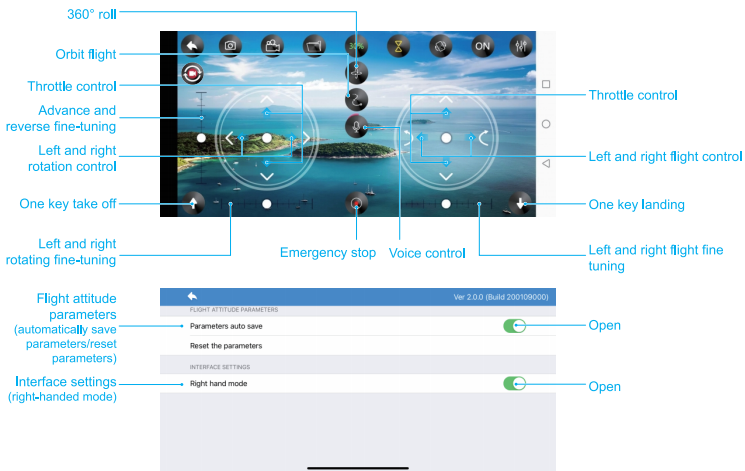 360° roll
Orbit flight
Throttle control
Advance and
reverse fine-tuning
Left and right
rotation control
One key take off
Left and right
rotating fine-tuning
30%
ON
Throttle control
Left and right flight control
One key landing
Left and right flight fine
tuning
Emergency stop
Voice control
Flight attitude
parameters
(automatically save
parameters/reset
parameters)
Interface settings
(right-handed mode)
Ver 2.0.0 (Build 200109000)
FLIGHT ATTITUDE PARAMETERS
Parameters auto save
Reset the parameters
INTERFACE SETTINGS
Right hand mode
Open
Open